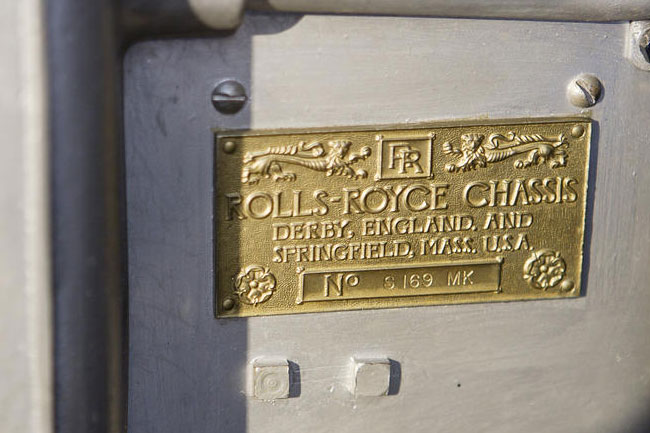 RR
ROLLS-ROYCE CHASSIS
DERBY, ENGLAND, AND
SPRINGFIELD, MASS. U.S.A.
No S169 MK